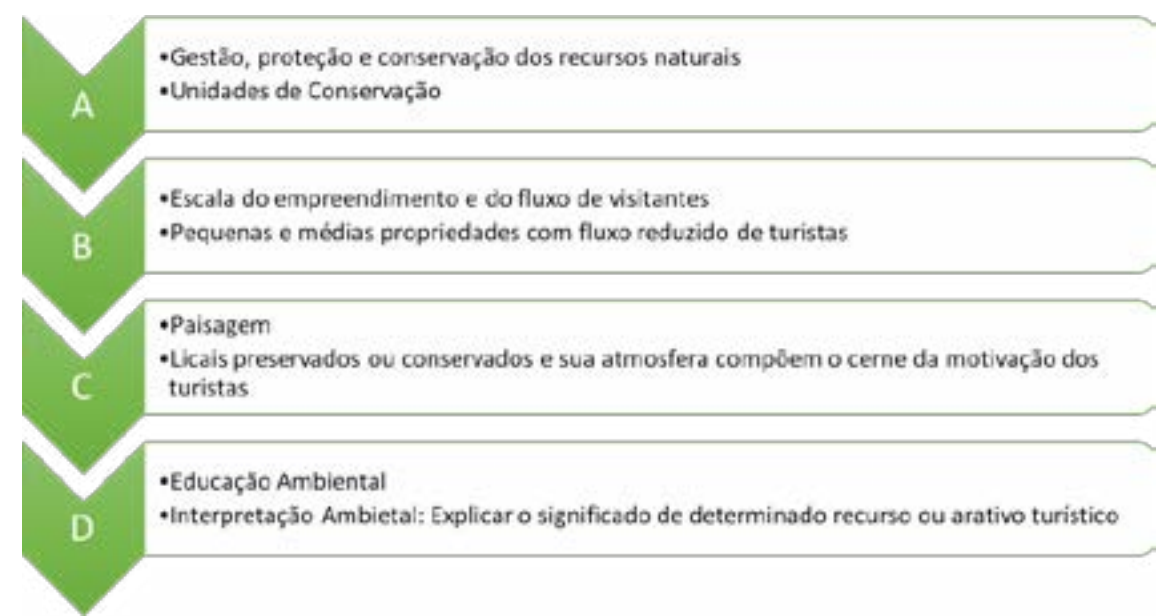 A
•Gestão, proteção e conservação dos recursos naturais
•Unidades de Conservação
B
•Escala do empreendimento e do fluxo de visitantes
•Pequenas e médias propriedades com fluxo reduzido de turistas
C
•Paisagem
•Licais preservados ou conservados e sua atmosfera compõem o cerne da motivação dos
turistas
D
•Educação Ambiental
•Interpretação Ambietal: Explicar o significado de determinado recurso ou arativo turístico